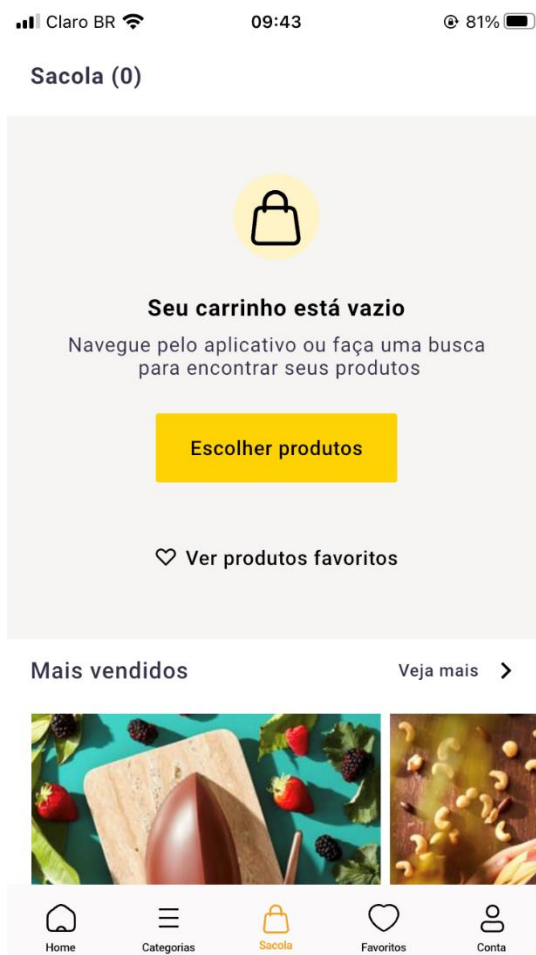 Claro BR 09:43 81%
Sacola (0)
Seu carrinho está vazio
Navegue pelo aplicativo ou faça uma busca
para encontrar seus produtos
Escolher produtos
Ver produtos favoritos
Mais vendidos Veja mais
Home Categorias Sacola Favoritos Conta